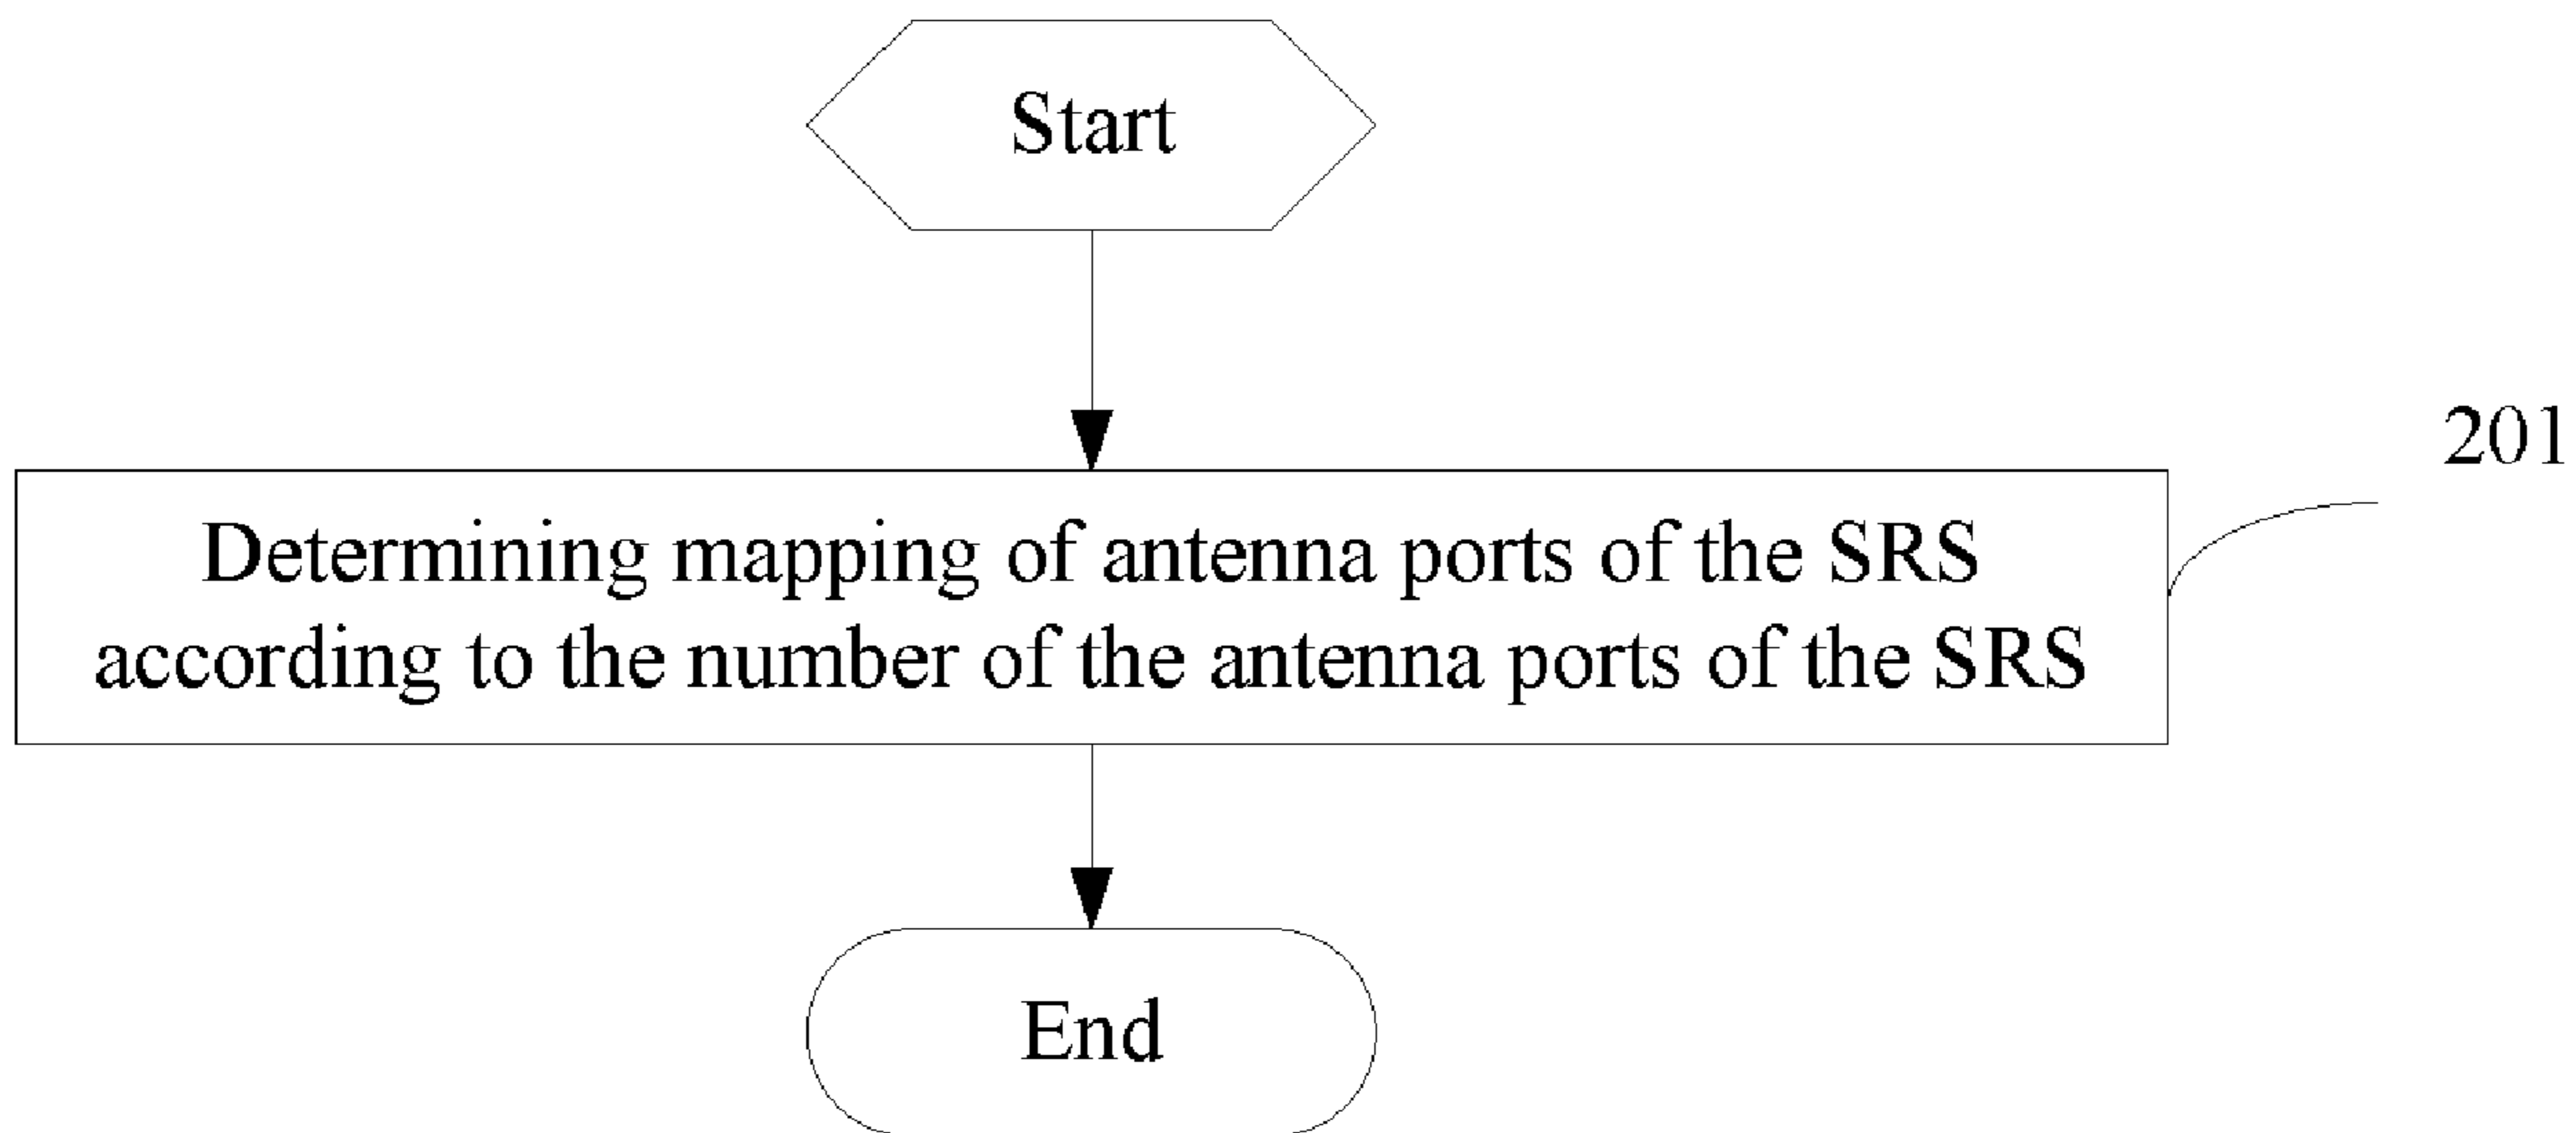 Start
201
Determining mapping of antenna ports of the SRS
according to the number of the antenna ports of the SRS
End